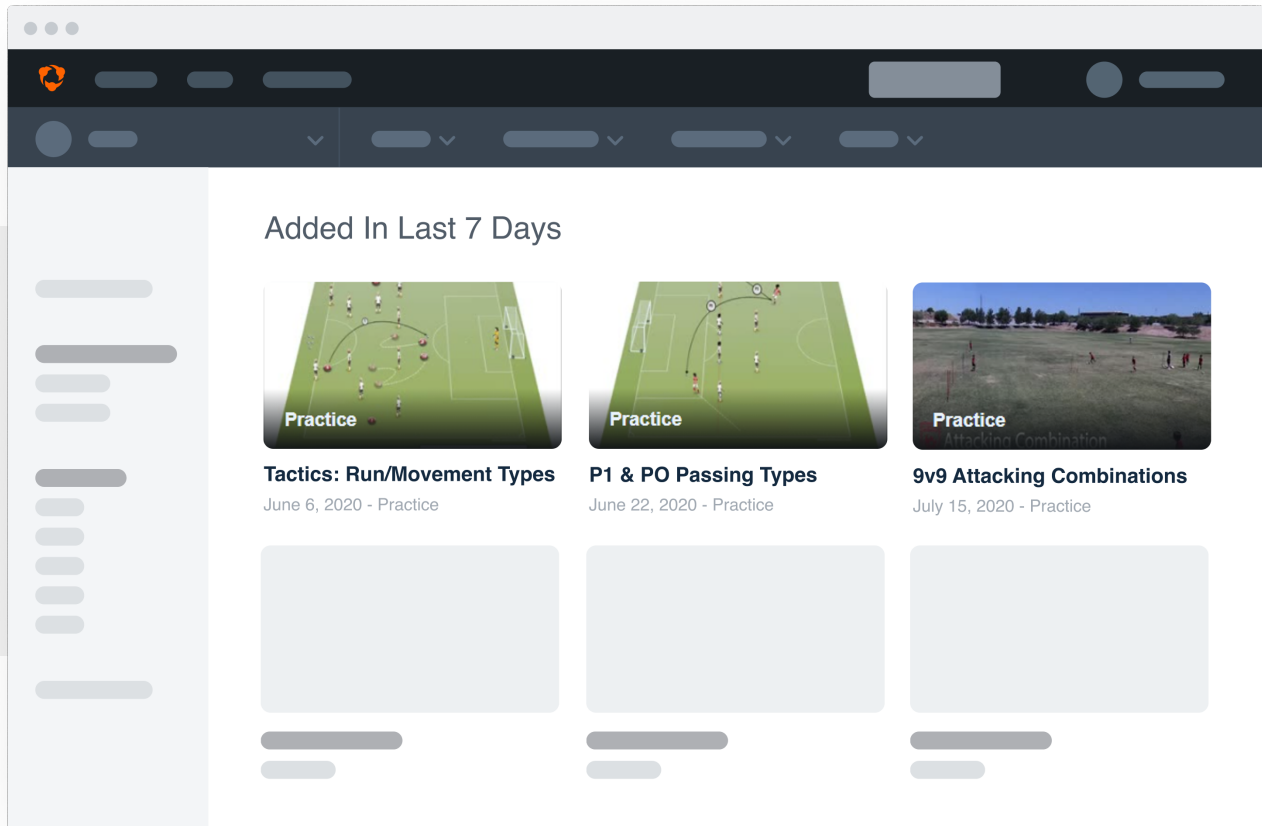 Added In Last 7 Days
Practice
Practice
Practice
Attacking Combination
Tactics: Run/Movement Types
P1 & PO Passing Types
9v9 Attacking Combinations
June 6, 2020 - Practice
June 22, 2020 - Practice
July 15, 2020 - Practice